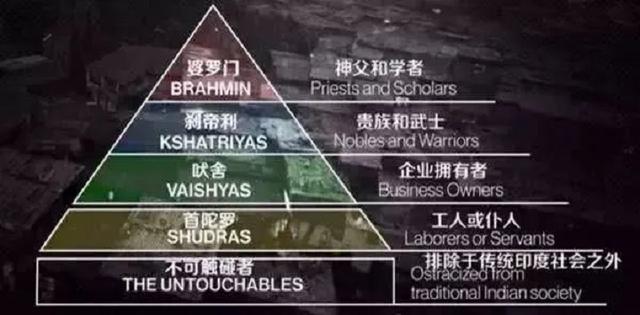 婆罗门
BRAHMIN
神父和学者
Priests and Scholars
刹帝利
KSHATRIYAS
贵族和武士
Nobles and Warriors
吠舍
VAISHYAS
企业拥有者
Business Owners
首陀罗
SHUDRAS
工人或仆人
Laborers or Servants
不可触碰者
THE UNTOUCHABLES
排除于传统印度社会之外
Ostracized from
traditional Indian society